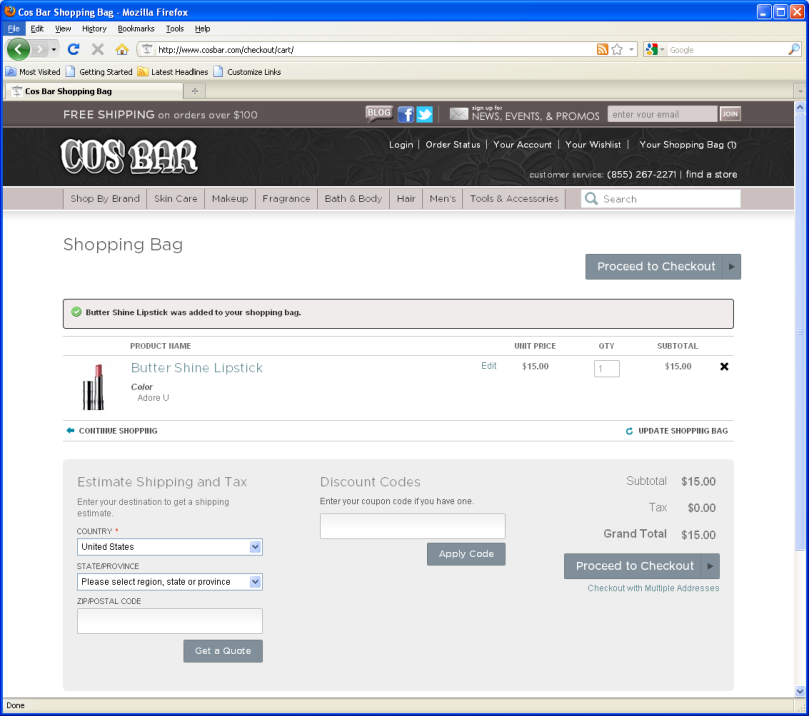 Cos Bar Shopping Bag - Mozilla Firefox
File Edit View History Bookmarks Tools Help
http://www.cosbar.com/checkout/cart/ Google
Most Visited Getting Started Latest Headlines Customize Links
Cos Bar Shopping Bag
FREE SHIPPING on orders over $100 BLOG sign up for NEWS, EVENTS, & PROMOS enter your email JOIN
COS BAR
Login | Order Status | Your Account | Your Wishlist | Your Shopping Bag (1)
customer service: (855) 267-2271 | find a store
Shop By Brand Skin Care Makeup Fragrance Bath & Body Hair Men's Tools & Accessories Search
Shopping Bag
Proceed to Checkout
Butter Shine Lipstick was added to your shopping bag.
PRODUCT NAME UNIT PRICE QTY SUBTOTAL
Butter Shine Lipstick Edit $15.00 1 $15.00
Color
Adore U
CONTINUE SHOPPING UPDATE SHOPPING BAG
Estimate Shipping and Tax
Enter your destination to get a shipping
estimate.
COUNTRY *
United States
STATE/PROVINCE
Please select region, state or province
ZIP/POSTAL CODE
Get a Quote
Discount Codes
Enter your coupon code if you have one.
Apply Code
Subtotal $15.00
Tax $0.00
Grand Total $15.00
Proceed to Checkout
Checkout with Multiple Addresses
Done